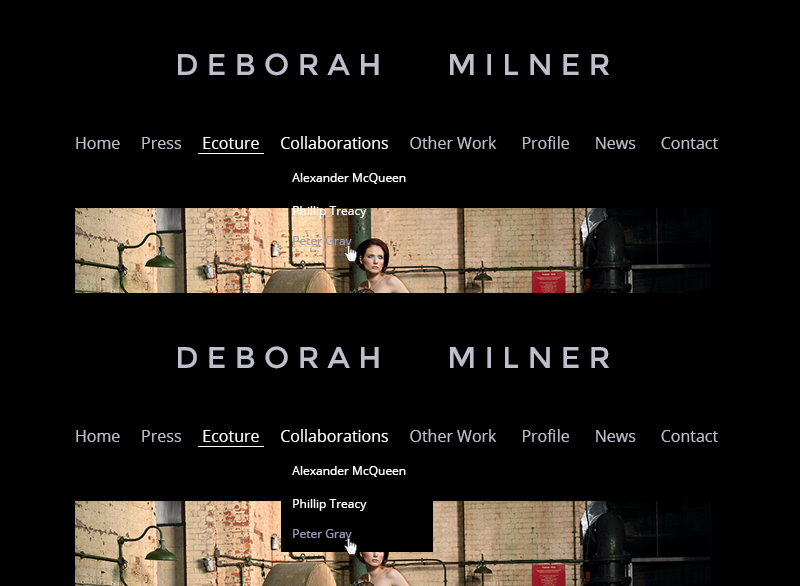 DEBORAH MILNER
Home Press Ecoture Collaborations Other Work Profile News Contact
Alexander McQueen
Phillip Treacy
Peter Gray
DEBORAH MILNER
Home Press Ecoture Collaborations Other Work Profile News Contact
Alexander McQueen
Phillip Treacy
Peter Gray